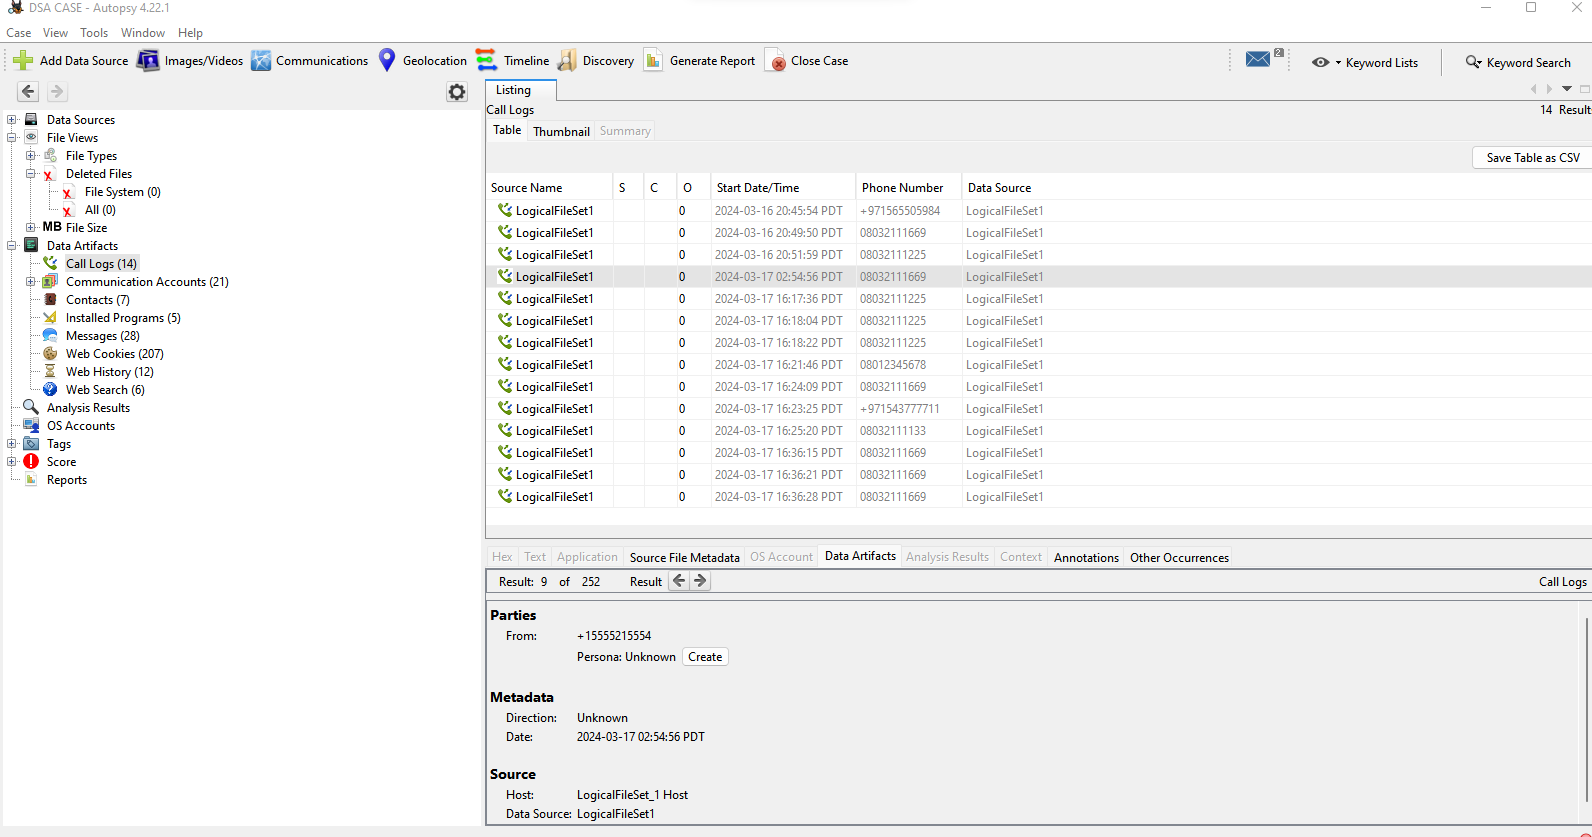 DSA CASE - Autopsy 4.22.1
Case View Tools Window Help
Add Data Source Images/Videos Communications Geolocation Timeline Discovery Generate Report Close Case 2 Keyword Lists Keyword Search
Data Sources
File Views
File Types
Deleted Files
File System (0)
All (0)
MB File Size
Data Artifacts
Call Logs (14)
Communication Accounts (21)
Contacts (7)
Installed Programs (5)
Messages (28)
Web Cookies (207)
Web History (12)
Web Search (6)
Analysis Results
OS Accounts
Tags
Score
Reports
Listing
Call Logs 14 Result
Table Thumbnail Summary
Save Table as CSV
Source Name S C O Start Date/Time Phone Number Data Source
LogicalFileSet1 0 2024-03-16 20:45:54 PDT +971565505984 LogicalFileSet1
LogicalFileSet1 0 2024-03-16 20:49:50 PDT 08032111669 LogicalFileSet1
LogicalFileSet1 0 2024-03-16 20:51:59 PDT 08032111225 LogicalFileSet1
LogicalFileSet1 0 2024-03-17 02:54:56 PDT 08032111669 LogicalFileSet1
LogicalFileSet1 0 2024-03-17 16:17:36 PDT 08032111225 LogicalFileSet1
LogicalFileSet1 0 2024-03-17 16:18:04 PDT 08032111225 LogicalFileSet1
LogicalFileSet1 0 2024-03-17 16:18:22 PDT 08032111225 LogicalFileSet1
LogicalFileSet1 0 2024-03-17 16:21:46 PDT 08012345678 LogicalFileSet1
LogicalFileSet1 0 2024-03-17 16:24:09 PDT 08032111669 LogicalFileSet1
LogicalFileSet1 0 2024-03-17 16:23:25 PDT +971543777711 LogicalFileSet1
LogicalFileSet1 0 2024-03-17 16:25:20 PDT 08032111133 LogicalFileSet1
LogicalFileSet1 0 2024-03-17 16:36:15 PDT 08032111669 LogicalFileSet1
LogicalFileSet1 0 2024-03-17 16:36:21 PDT 08032111669 LogicalFileSet1
LogicalFileSet1 0 2024-03-17 16:36:28 PDT 08032111669 LogicalFileSet1
Hex Text Application Source File Metadata OS Account Data Artifacts Analysis Results Context Annotations Other Occurrences
Result: 9 of 252 Result Call Logs
Parties
From: +15555215554
Persona: Unknown Create
Metadata
Direction: Unknown
Date: 2024-03-17 02:54:56 PDT
Source
Host: LogicalFileSet_1 Host
Data Source: LogicalFileSet1